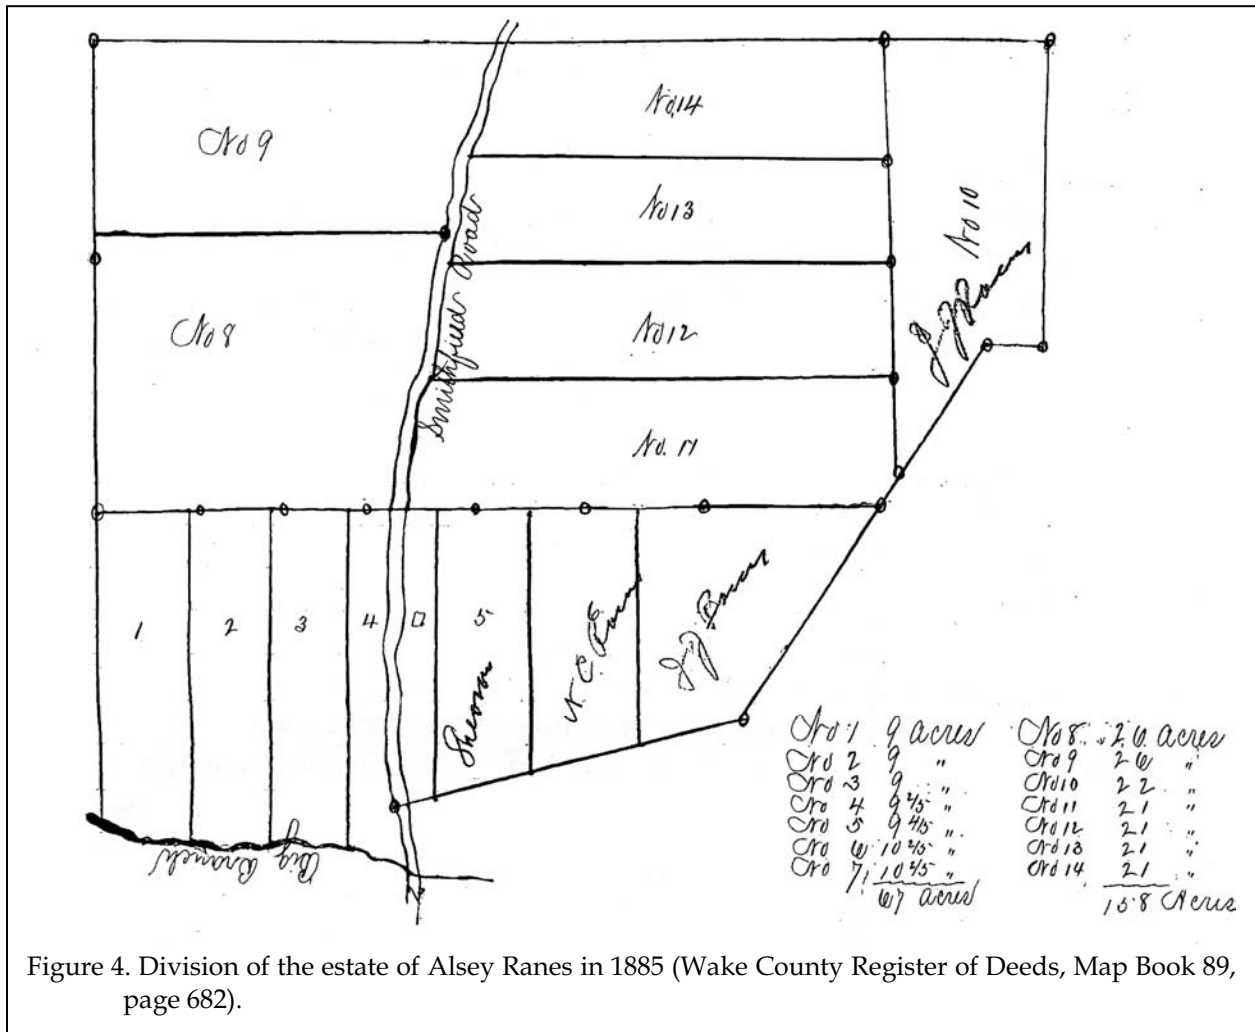 No 14
No 9
No 13
No 10
Smithfield Road
No 12
No 8
No. 11
1
2
3
4
5
6
N. C.
J. J.
Big Branch
No 1 9 acres
No 2 9 "
No 3 9 "
No 4 9 2/5 "
No 5 9 4/5 "
No 6 10 2/5 "
No 7 10 2/5 "
67 acres
No 8 26 acres
No 9 26 "
No 10 22 "
No 11 21 "
No 12 21 "
No 13 21 "
No 14 21 "
158 Acres
Figure 4. Division of the estate of Alsey Ranes in 1885 (Wake County Register of Deeds, Map Book 89,
page 682).